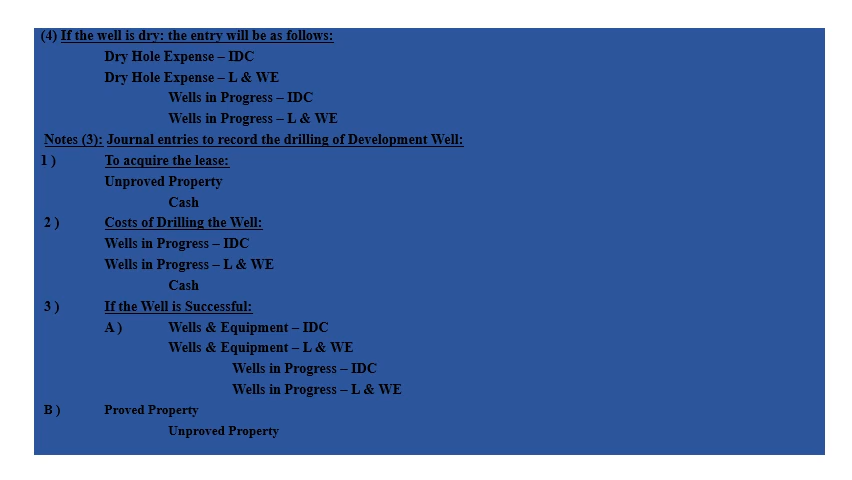 (4) If the well is dry: the entry will be as follows:
Dry Hole Expense – IDC
Dry Hole Expense – L & WE
Wells in Progress – IDC
Wells in Progress – L & WE
Notes (3): Journal entries to record the drilling of Development Well:
1 ) To acquire the lease:
Unproved Property
Cash
2 ) Costs of Drilling the Well:
Wells in Progress – IDC
Wells in Progress – L & WE
Cash
3 ) If the Well is Successful:
A ) Wells & Equipment – IDC
Wells & Equipment – L & WE
Wells in Progress – IDC
Wells in Progress – L & WE
B ) Proved Property
Unproved Property